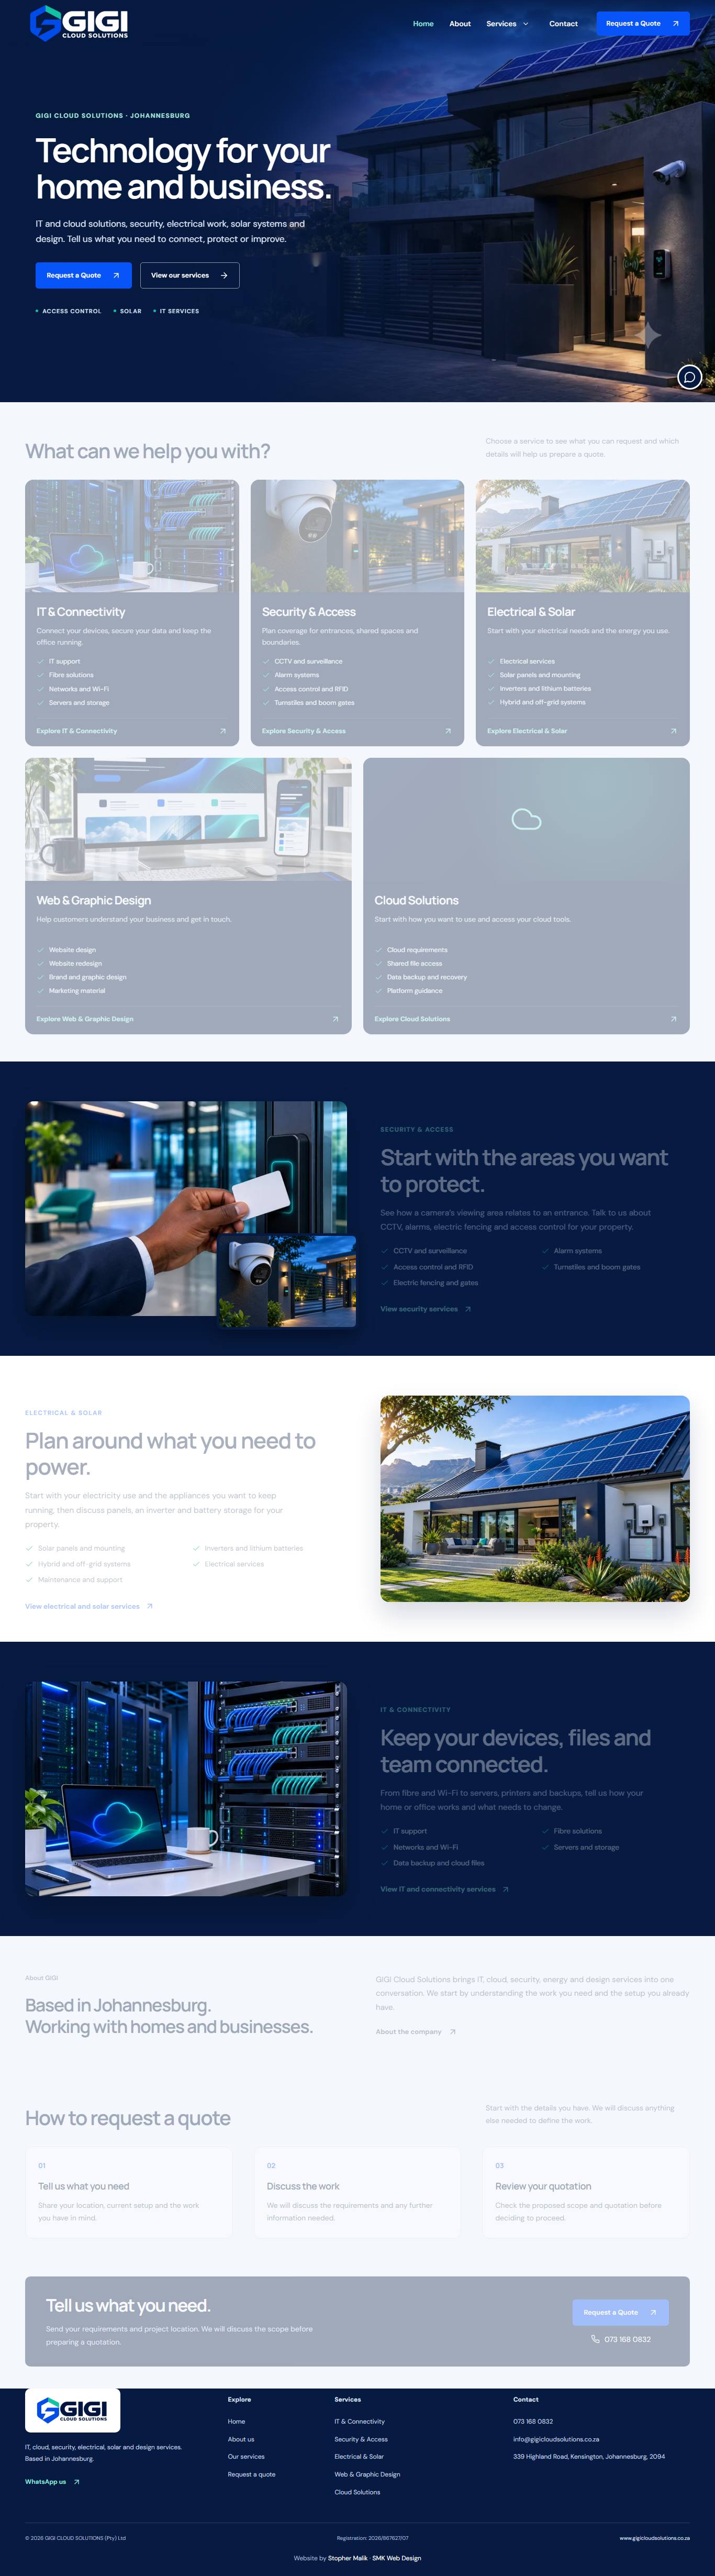 GIGI
CLOUD SOLUTIONS
Home
About
Services
Contact
Request a Quote
GIGI CLOUD SOLUTIONS · JOHANNESBURG
Technology for your
home and business.
IT and cloud solutions, security, electrical work, solar systems and
design. Tell us what you need to connect, protect or improve.
Request a Quote
View our services
ACCESS CONTROL
SOLAR
IT SERVICES
What can we help you with?
Choose a service to see what you can request and which
details will help us prepare a quote.
IT & Connectivity
Connect your devices, secure your data and keep the
office running.
IT support
Fibre solutions
Networks and Wi-Fi
Servers and storage
Explore IT & Connectivity
Security & Access
Plan coverage for entrances, shared spaces and
boundaries.
CCTV and surveillance
Alarm systems
Access control and RFID
Turnstiles and boom gates
Explore Security & Access
Electrical & Solar
Start with your electrical needs and the energy you use.
Electrical services
Solar panels and mounting
Inverters and lithium batteries
Hybrid and off-grid systems
Explore Electrical & Solar
Web & Graphic Design
Help customers understand your business and get in touch.
Website design
Website redesign
Brand and graphic design
Marketing material
Explore Web & Graphic Design
Cloud Solutions
Start with how you want to use and access your cloud tools.
Cloud requirements
Shared file access
Data backup and recovery
Platform guidance
Explore Cloud Solutions
SECURITY & ACCESS
Start with the areas you want
to protect.
See how a camera's viewing area relates to an entrance. Talk to us about
CCTV, alarms, electric fencing and access control for your property.
CCTV and surveillance
Alarm systems
Access control and RFID
Turnstiles and boom gates
Electric fencing and gates
View security services
ELECTRICAL & SOLAR
Plan around what you need to
power.
Start with your electricity use and the appliances you want to keep
running, then discuss panels, an inverter and battery storage for your
property.
Solar panels and mounting
Inverters and lithium batteries
Hybrid and off-grid systems
Electrical services
Maintenance and support
View electrical and solar services
IT & CONNECTIVITY
Keep your devices, files and
team connected.
From fibre and Wi-Fi to servers, printers and backups, tell us how your
home or office works and what needs to change.
IT support
Fibre solutions
Networks and Wi-Fi
Servers and storage
Data backup and cloud files
View IT and connectivity services
About GIGI
Based in Johannesburg.
Working with homes and businesses.
GIGI Cloud Solutions brings IT, cloud, security, energy and design services into one
conversation. We start by understanding the work you need and the setup you already
have.
About the company
How to request a quote
Start with the details you have. We will discuss anything
else needed to define the work.
01
Tell us what you need
Share your location, current setup and the work
you have in mind.
02
Discuss the work
We will discuss the requirements and any further
information needed.
03
Review your quotation
Check the proposed scope and quotation before
deciding to proceed.
Tell us what you need.
Send your requirements and project location. We will discuss the scope before
preparing a quotation.
Request a Quote
073 168 0832
GIGI
CLOUD SOLUTIONS
IT, cloud, security, electrical, solar and design services.
Based in Johannesburg.
WhatsApp us
Explore
Home
About us
Our services
Request a quote
Services
IT & Connectivity
Security & Access
Electrical & Solar
Web & Graphic Design
Cloud Solutions
Contact
073 168 0832
info@gigicloudsolutions.co.za
339 Highland Road, Kensington, Johannesburg, 2094
© 2026 GIGI CLOUD SOLUTIONS (Pty) Ltd
Registration: 2026/867627/07
www.gigicloudsolutions.co.za
Website by Stopher Malik · SMK Web Design